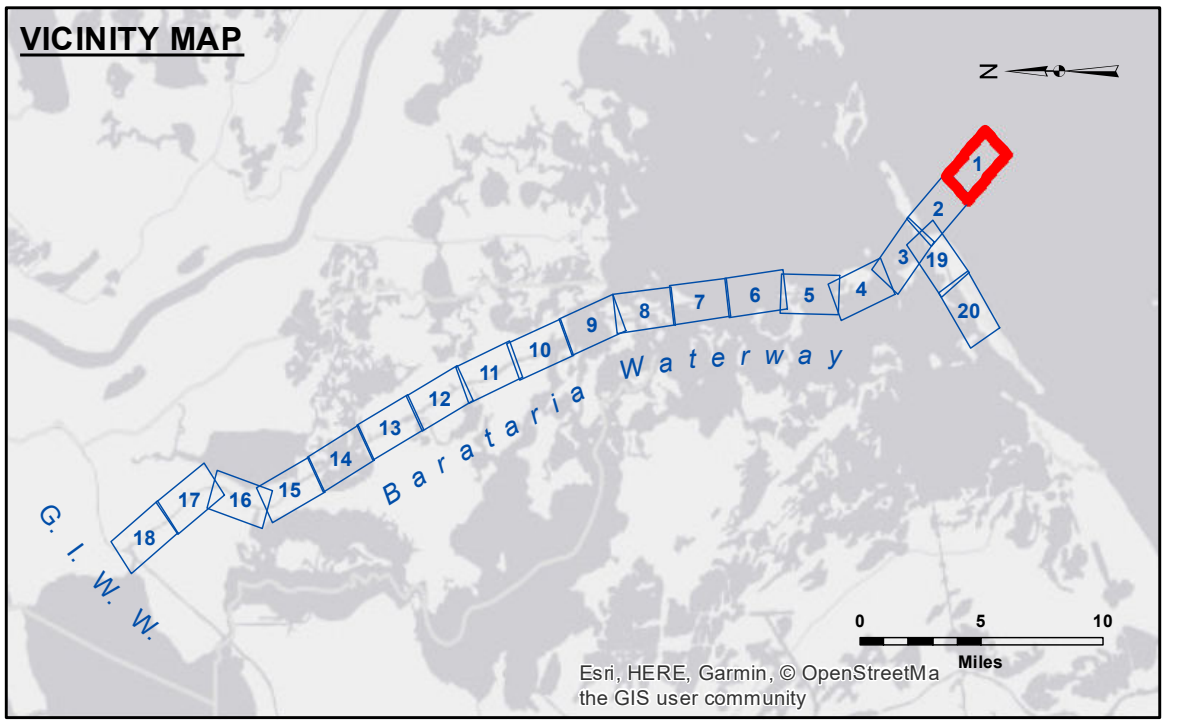 VICINITY MAP
N
1
2
3
19
4
5
6
7
8
20
9
10
11
12
13
14
15
16
17
18
Barataria Waterway
G. I. W. W.
0 5 10
Miles
Esri, HERE, Garmin, © OpenStreetMa
the GIS user community